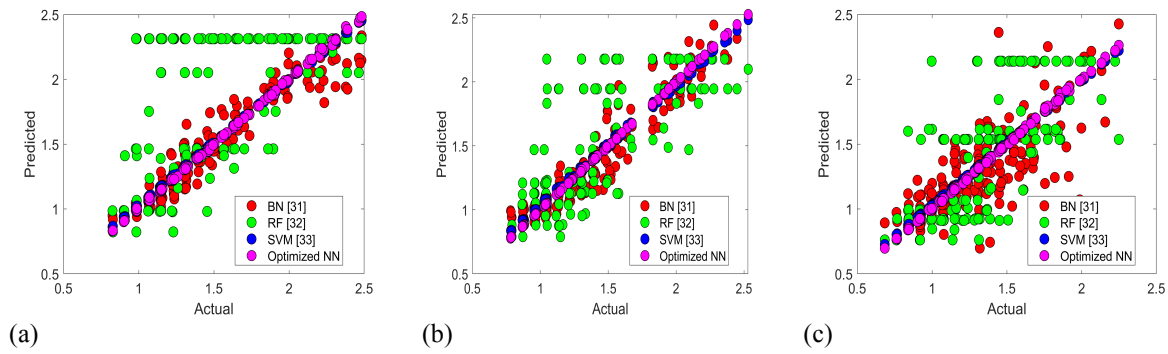 2.5
2
1.5
1
0.5
Predicted
BN [31]
RF [32]
SVM [33]
Optimized NN
0.5 1 1.5 2 2.5
Actual
(a)
2.5
2
1.5
1
0.5
Predicted
BN [31]
RF [32]
SVM [33]
Optimized NN
0.5 1 1.5 2 2.5
Actual
(b)
2.5
2
1.5
1
0.5
Predicted
BN [31]
RF [32]
SVM [33]
Optimized NN
0.5 1 1.5 2 2.5
Actual
(c)